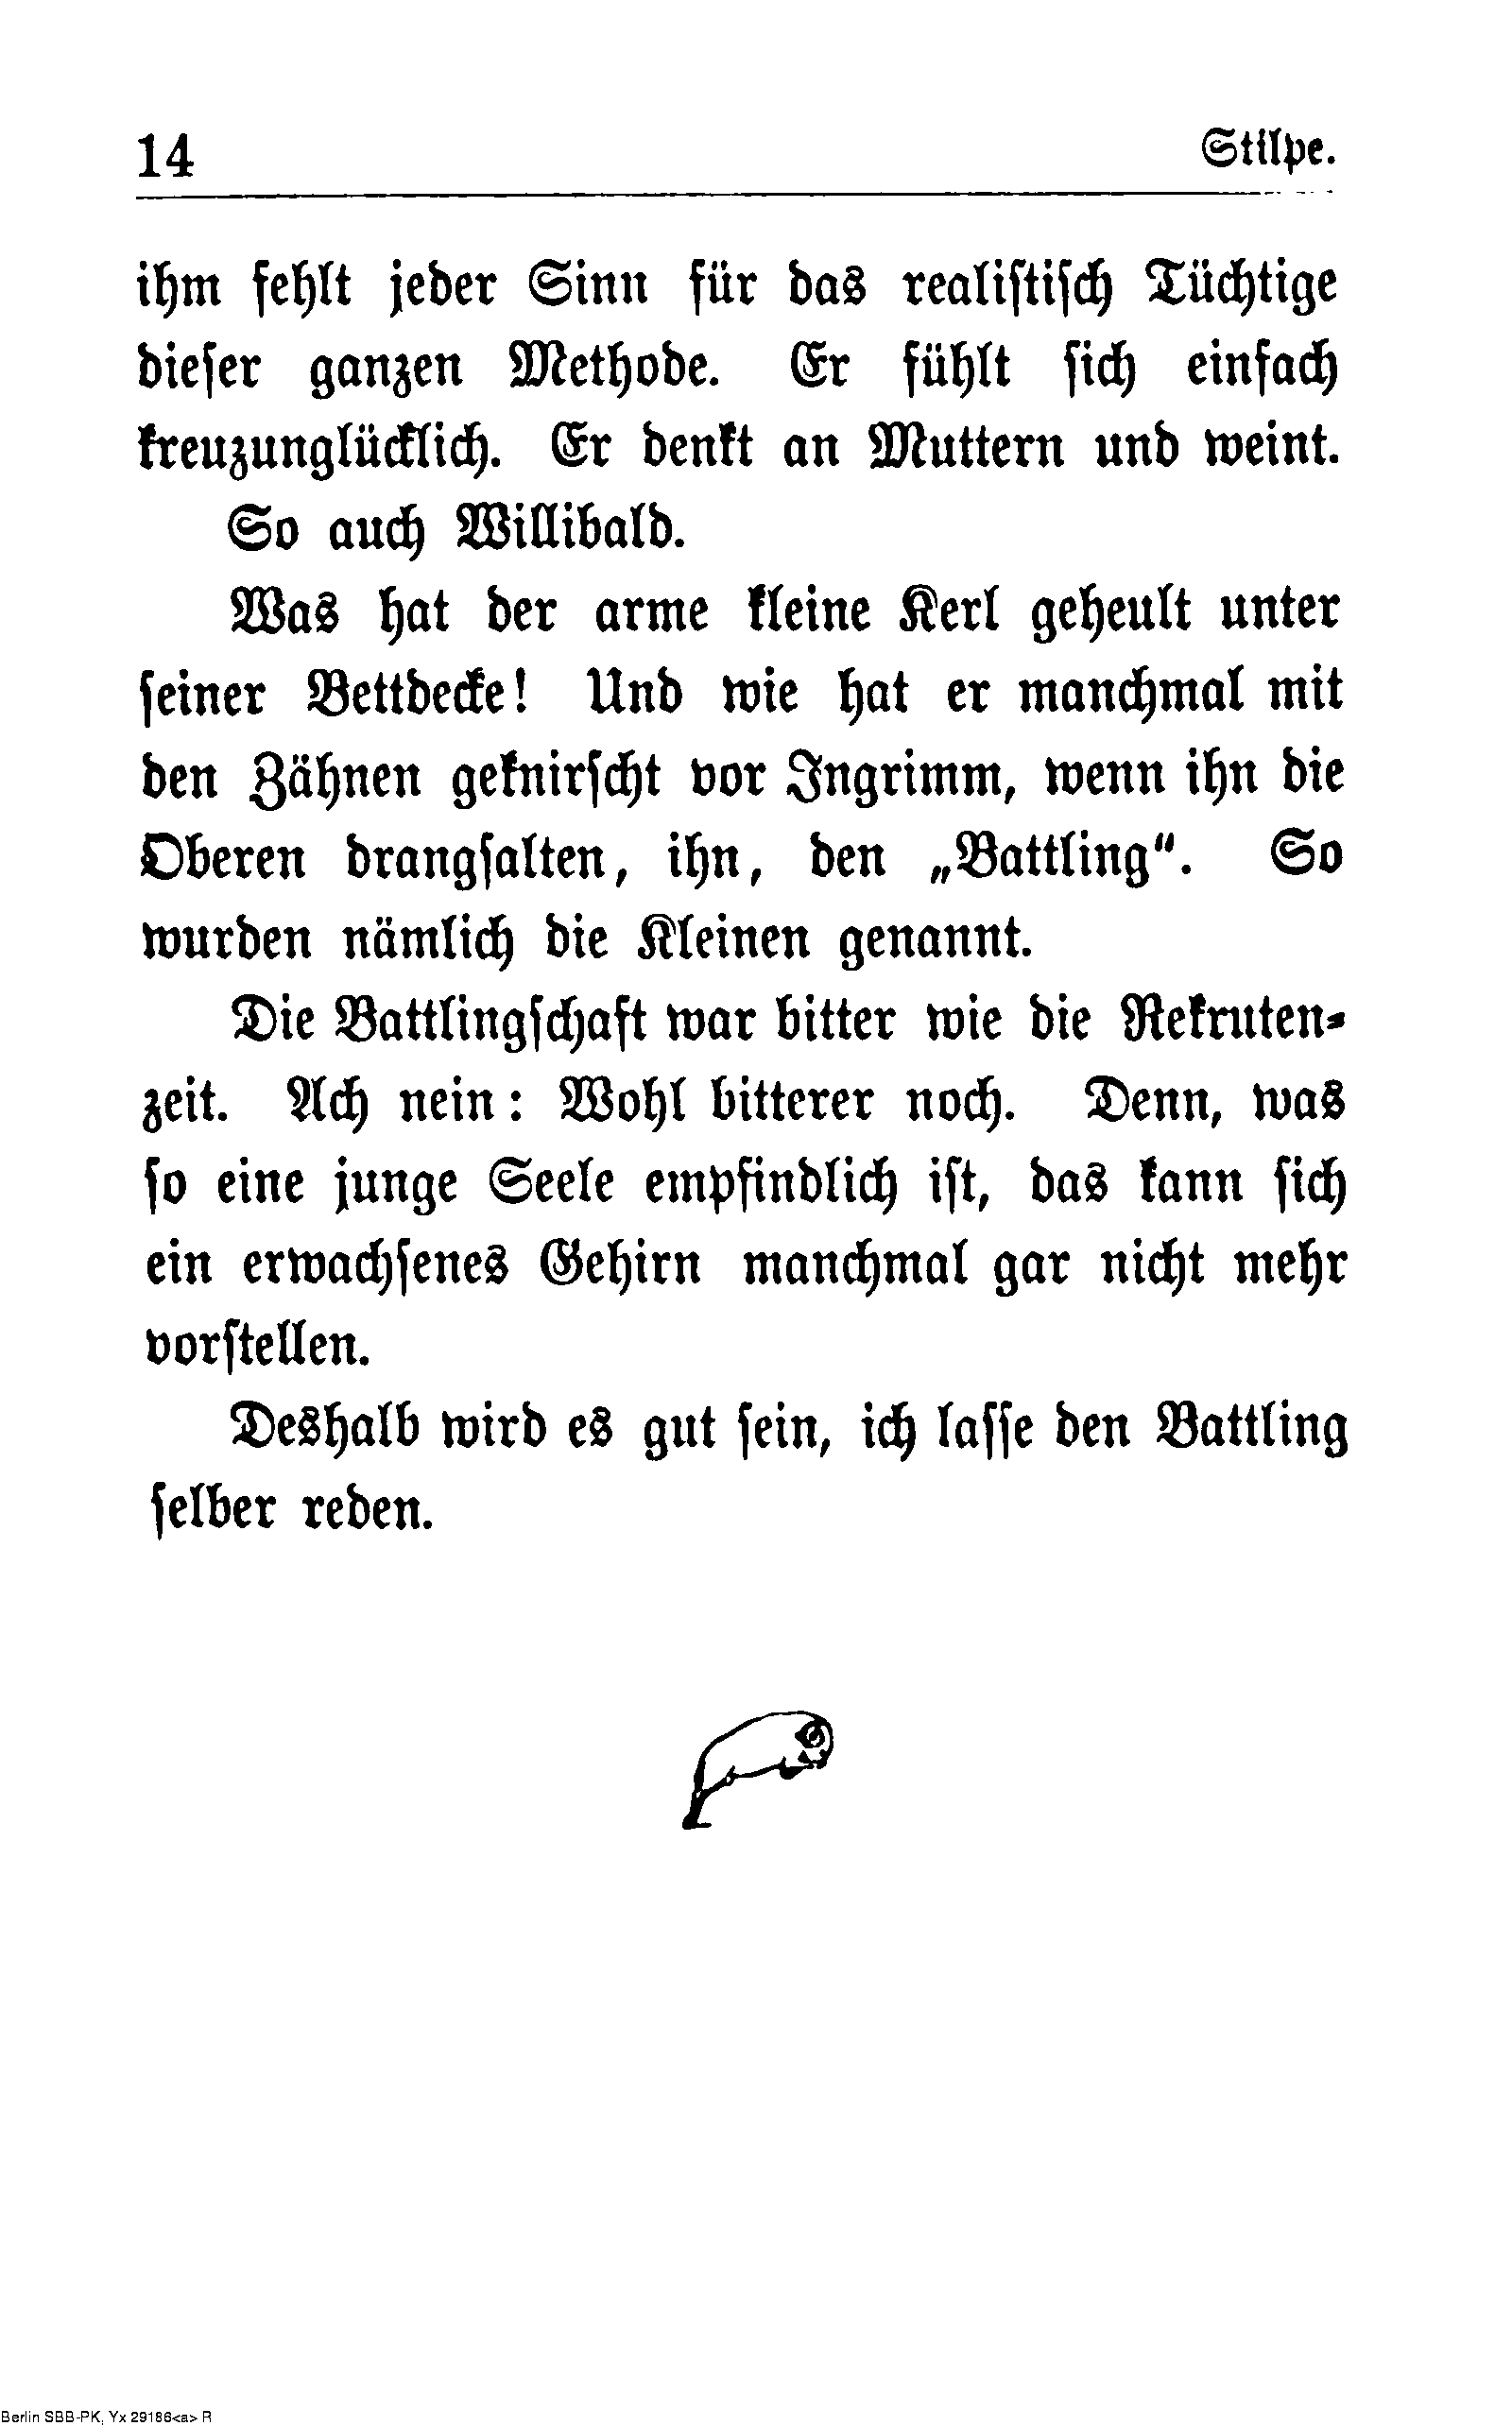 14 Stilpe.
ihm fehlt jeder Sinn für das realiſtiſch Tüchtige
dieſer ganzen Methode. Er fühlt ſich einfach
kreuzunglücklich. Er denkt an Muttern und weint.
So auch Willibald.
Was hat der arme kleine Kerl geheult unter
ſeiner Bettdecke! Und wie hat er manchmal mit
den Zähnen geknirſcht vor Ingrimm, wenn ihn die
Oberen drangſalten, ihn, den „Battling“. So
wurden nämlich die Kleinen genannt.
Die Battlingſchaft war bitter wie die Rekruten⸗
zeit. Ach nein: Wohl bitterer noch. Denn, was
ſo eine junge Seele empfindlich iſt, das kann ſich
ein erwachſenes Gehirn manchmal gar nicht mehr
vorſtellen.
Deshalb wird es gut ſein, ich laſſe den Battling
ſelber reden.
Berlin SBB-PK, Yx 29186<a> R